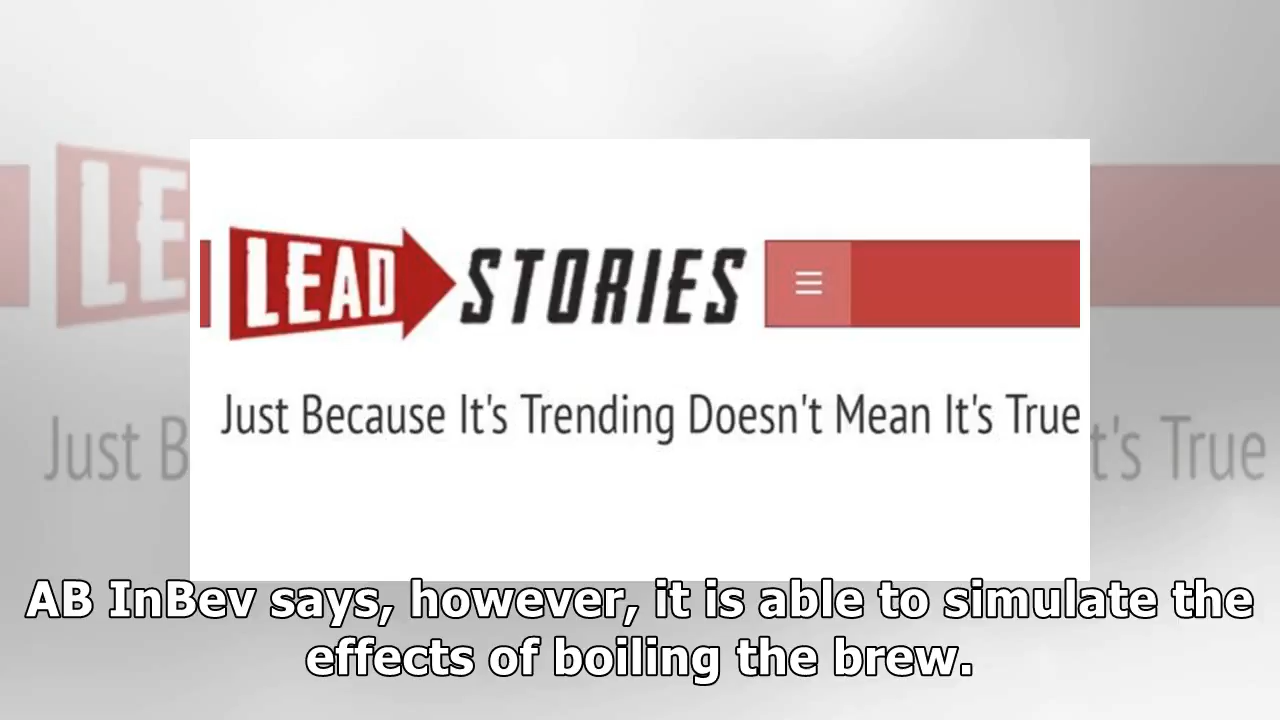 LEAD STORIES
Just Because It's Trending Doesn't Mean It's True
AB InBev says, however, it is able to simulate the
effects of boiling the brew.